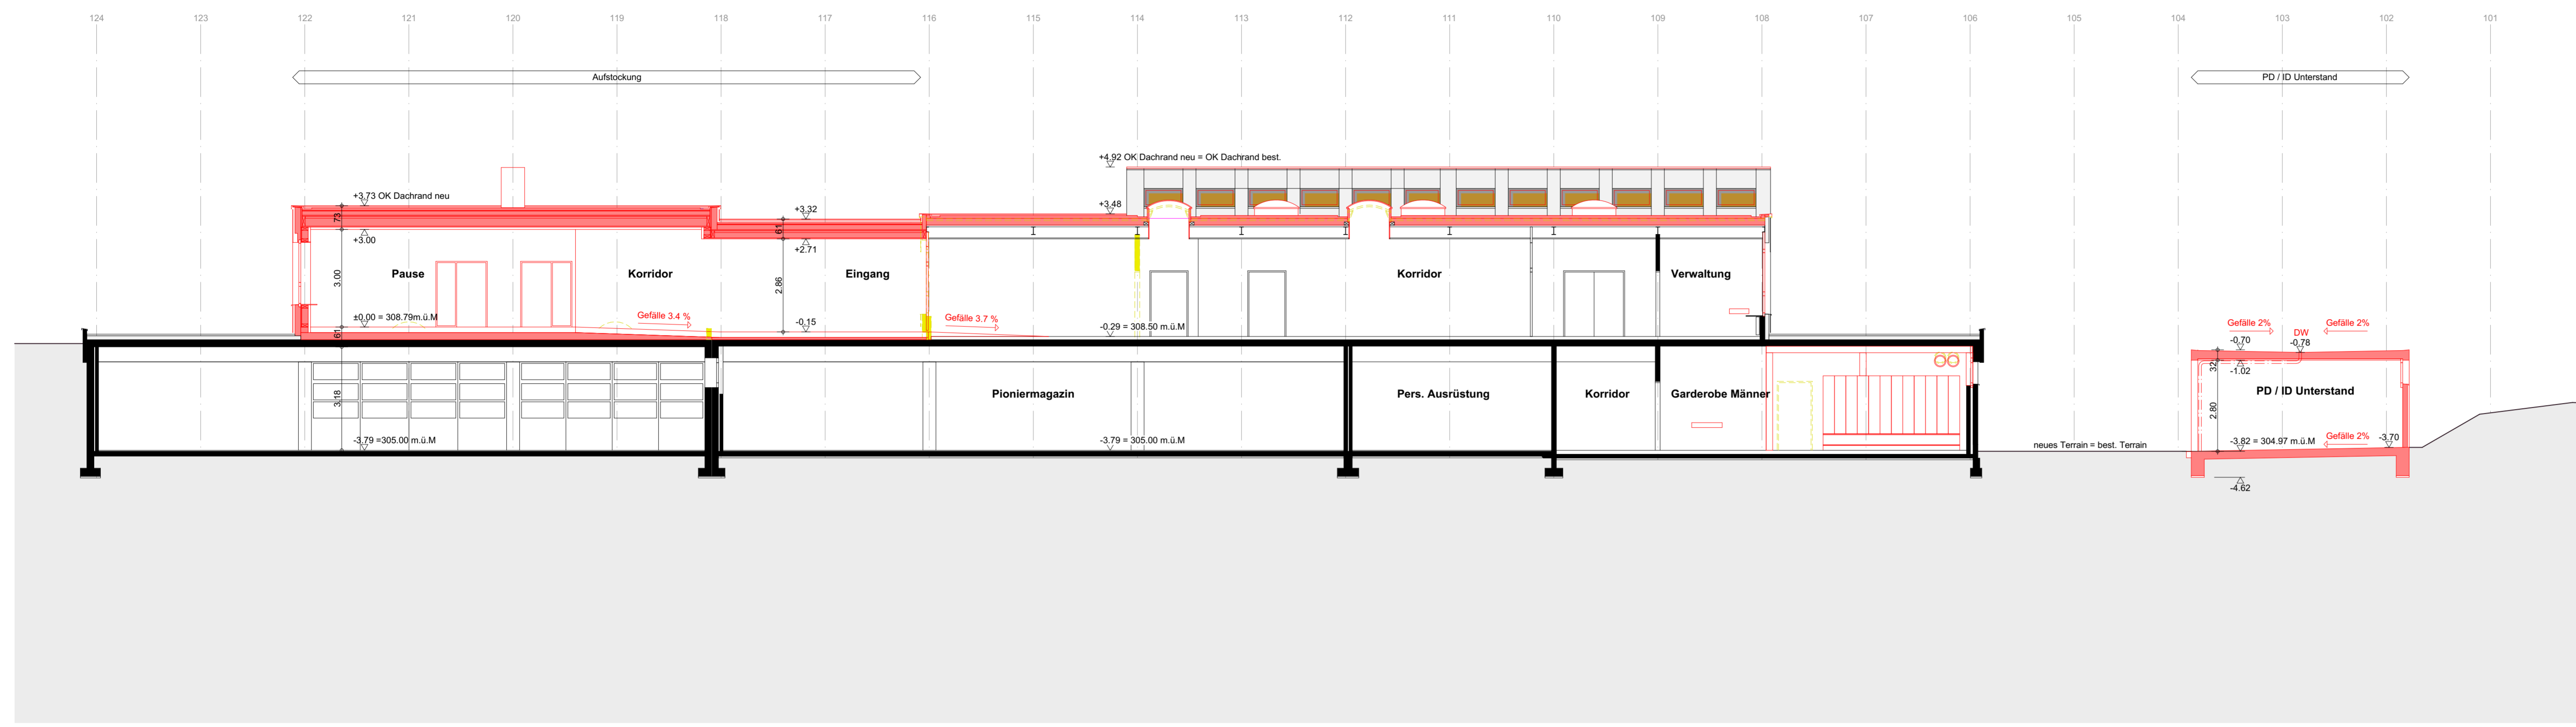 124 123 122 121 120 119 118 117 116 115 114 113 112 111 110 109 108 107 106 105 104 103 102 101
Aufstockung
PD / ID Unterstand
+4.92 OK Dachrand neu = OK Dachrand best.
+3.73 OK Dachrand neu
+3.32
+3.48
73
61
+3.00
+2.71
Pause
Korridor
Eingang
Korridor
Verwaltung
3.00
2.86
±0.00 = 308.79m.ü.M
Gefälle 3.4 %
-0.15
Gefälle 3.7 %
-0.29 = 308.50 m.ü.M
61
Gefälle 2%
Gefälle 2%
DW
-0.70
-0.78
32
-1.02
Pioniermagazin
Pers. Ausrüstung
Korridor
Garderobe Männer
PD / ID Unterstand
3.18
2.80
-3.79 =305.00 m.ü.M
-3.79 = 305.00 m.ü.M
neues Terrain = best. Terrain
-3.82 = 304.97 m.ü.M
Gefälle 2%
-3.70
-4.62